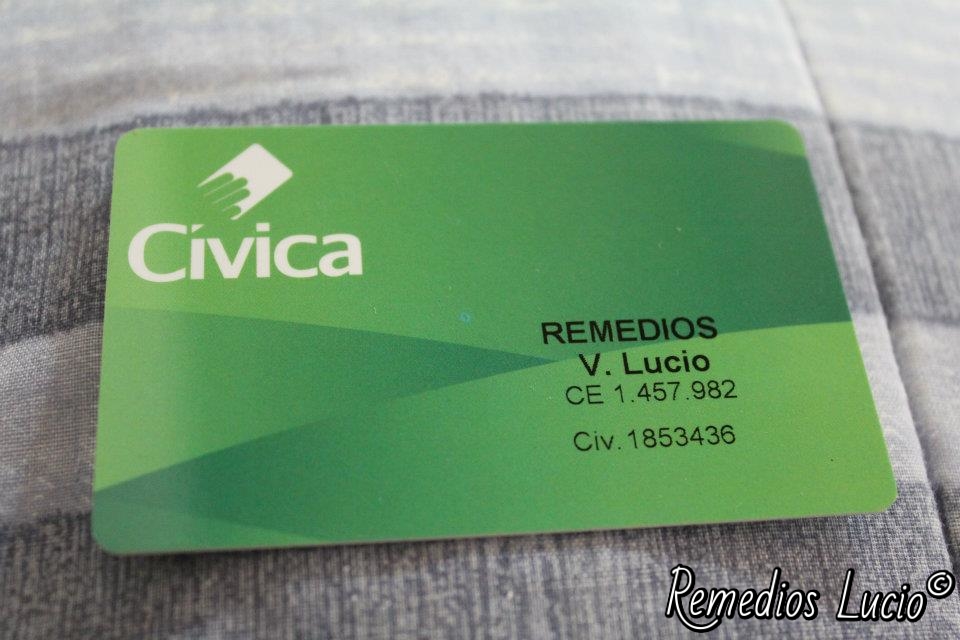 Cívica
REMEDIOS
V. Lucio
CE 1.457.982
Civ.1853436
Remedios Lucio©